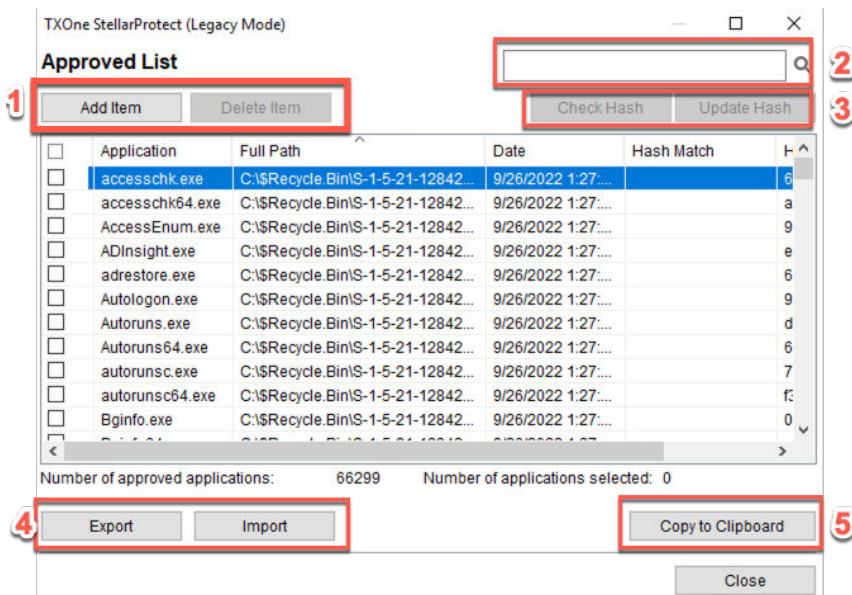 TXOne StellarProtect (Legacy Mode)
Approved List
2
1
Add Item Delete Item Check Hash Update Hash
3
Application Full Path Date Hash Match
accesschk.exe C:\$Recycle.Bin\S-1-5-21-12842... 9/26/2022 1:27:... 6
accesschk64.exe C:\$Recycle.Bin\S-1-5-21-12842... 9/26/2022 1:27:... a
AccessEnum.exe C:\$Recycle.Bin\S-1-5-21-12842... 9/26/2022 1:27:... 9
ADInsight.exe C:\$Recycle.Bin\S-1-5-21-12842... 9/26/2022 1:27:... e
adrestore.exe C:\$Recycle.Bin\S-1-5-21-12842... 9/26/2022 1:27:... 6
Autologon.exe C:\$Recycle.Bin\S-1-5-21-12842... 9/26/2022 1:27:... 9
Autoruns.exe C:\$Recycle.Bin\S-1-5-21-12842... 9/26/2022 1:27:... d
Autoruns64.exe C:\$Recycle.Bin\S-1-5-21-12842... 9/26/2022 1:27:... 6
autorunsc.exe C:\$Recycle.Bin\S-1-5-21-12842... 9/26/2022 1:27:... 7
autorunsc64.exe C:\$Recycle.Bin\S-1-5-21-12842... 9/26/2022 1:27:... f3
Bginfo.exe C:\$Recycle.Bin\S-1-5-21-12842... 9/26/2022 1:27:... 0
Number of approved applications: 66299 Number of applications selected: 0
4 Export Import Copy to Clipboard 5
Close